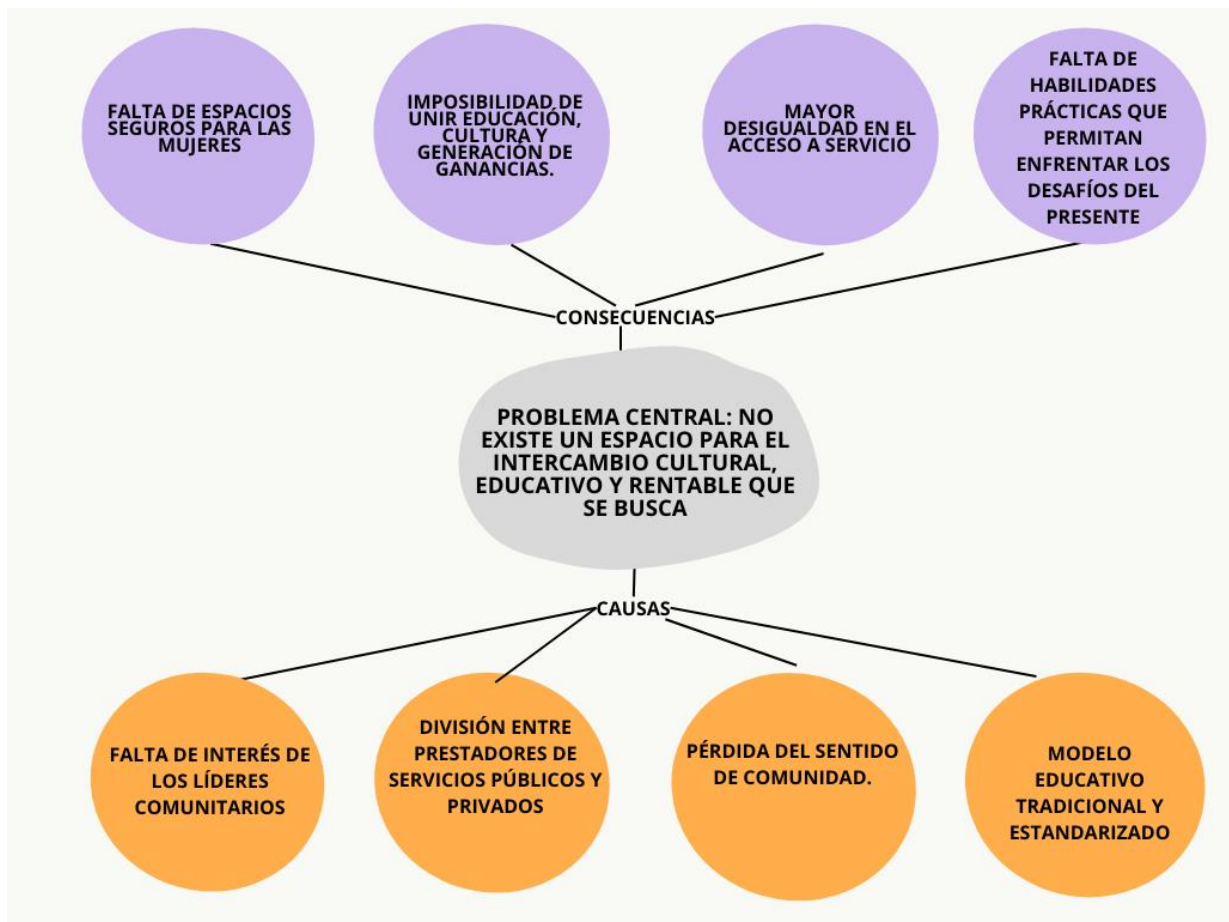 FALTA DE ESPACIOS
SEGUROS PARA LAS
MUJERES
IMPOSIBILIDAD DE
UNIR EDUCACIÓN,
CULTURA Y
GENERACIÓN DE
GANANCIAS.
MAYOR
DESIGUALDAD EN EL
ACCESO A SERVICIO
FALTA DE
HABILIDADES
PRÁCTICAS QUE
PERMITAN
ENFRENTAR LOS
DESAFÍOS DEL
PRESENTE
CONSECUENCIAS
PROBLEMA CENTRAL: NO
EXISTE UN ESPACIO PARA EL
INTERCAMBIO CULTURAL,
EDUCATIVO Y RENTABLE QUE
SE BUSCA
CAUSAS
FALTA DE INTERÉS DE
LOS LÍDERES
COMUNITARIOS
DIVISIÓN ENTRE
PRESTADORES DE
SERVICIOS PÚBLICOS Y
PRIVADOS
PÉRDIDA DEL SENTIDO
DE COMUNIDAD.
MODELO
EDUCATIVO
TRADICIONAL Y
ESTANDARIZADO